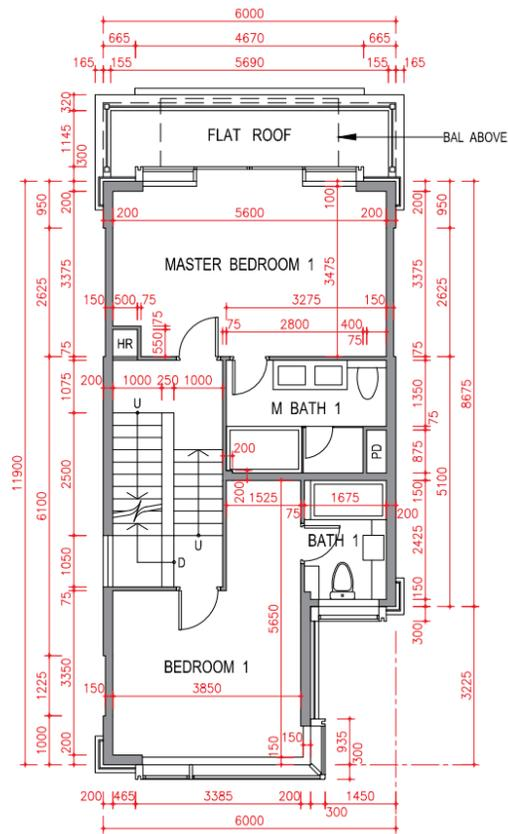 6000
665 4670 665
165 155 5690 155 165
320
1145
300
FLAT ROOF
BAL ABOVE
950 200 200 5600 100 200 200 950
MASTER BEDROOM 1
2625 3375 3475 3375 2625
150 500 75 3275 150
75 2800 400
75
550 75
HR
75 75
1075 200 1000 250 1000
U
M BATH 1
1350
75
8675
11900
6100
2500
200
PD
875
5100
200
1525 1675
75 200
150
U
D
BATH 1
2425
1050
150
75
5650
300
BEDROOM 1
3350
1225
150 3850
3225
1000
200
150 150
935
300
200 465 3385 200 1450
300
6000